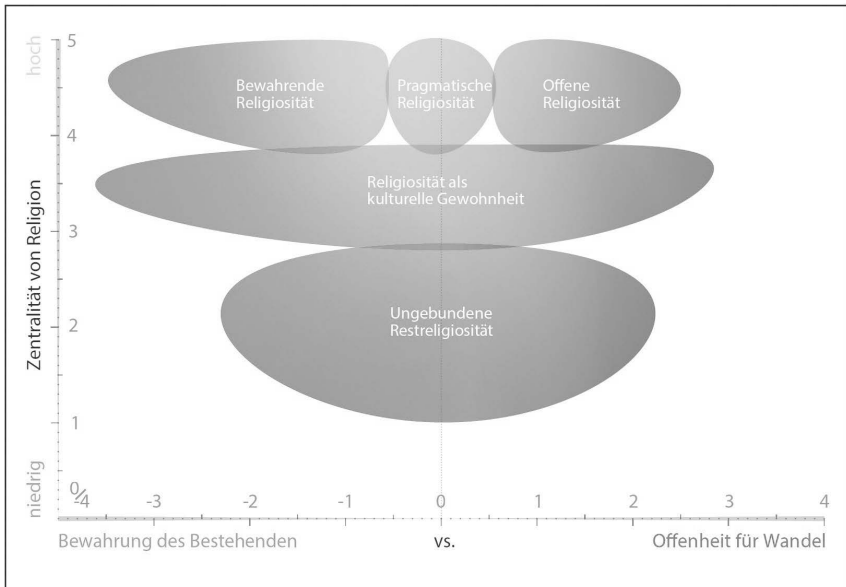 hoch
5
4
3
2
1
0
niedrig
Zentralität von Religion
Bewahrende
Religiosität
Pragmatische
Religiosität
Offene
Religiosität
Religiosität als
kulturelle Gewohnheit
Ungebundene
Restreligiosität
-4
-3
-2
-1
0
1
2
3
4
Bewahrung des Bestehenden
vs.
Offenheit für Wandel